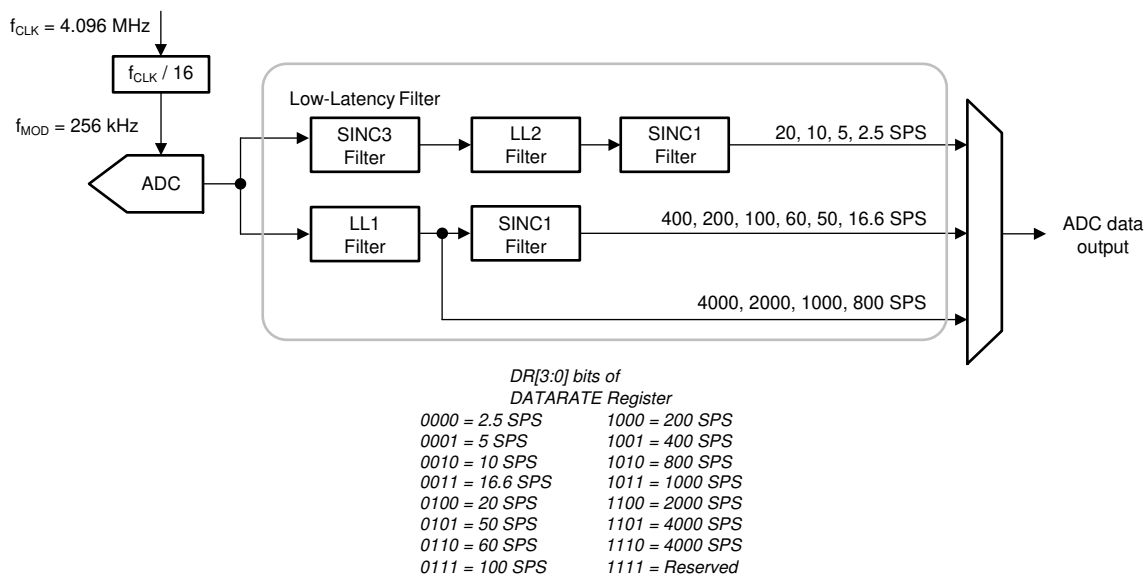 fCLK = 4.096 MHz
fCLK / 16
fMOD = 256 kHz
ADC
Low-Latency Filter
SINC3
Filter
LL2
Filter
SINC1
Filter
20, 10, 5, 2.5 SPS
LL1
Filter
SINC1
Filter
400, 200, 100, 60, 50, 16.6 SPS
4000, 2000, 1000, 800 SPS
ADC data
output
DR[3:0] bits of
DATARATE Register
0000 = 2.5 SPS 1000 = 200 SPS
0001 = 5 SPS 1001 = 400 SPS
0010 = 10 SPS 1010 = 800 SPS
0011 = 16.6 SPS 1011 = 1000 SPS
0100 = 20 SPS 1100 = 2000 SPS
0101 = 50 SPS 1101 = 4000 SPS
0110 = 60 SPS 1110 = 4000 SPS
0111 = 100 SPS 1111 = Reserved